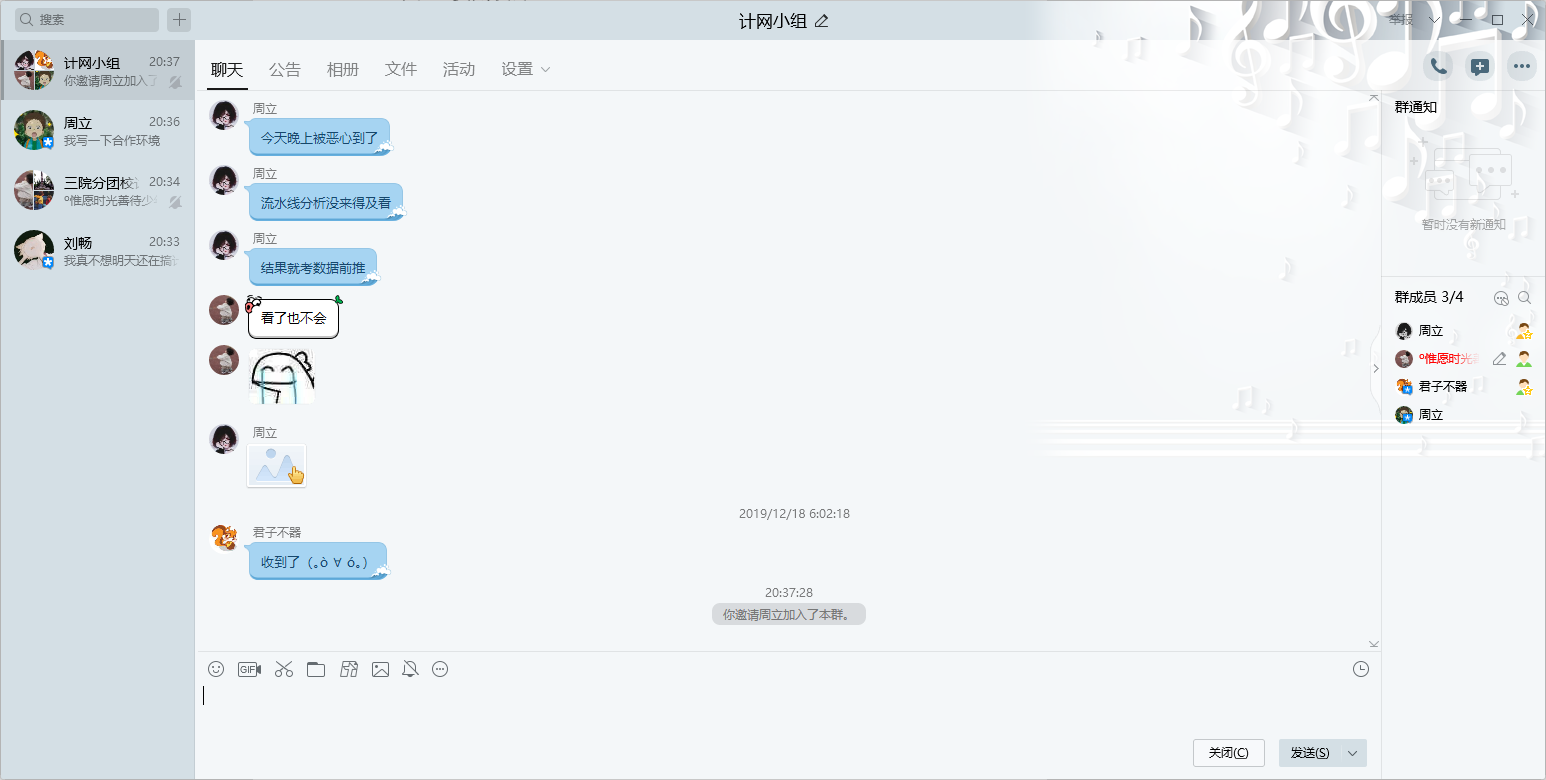 搜索
计网小组
举报
计网小组 20:37
你邀请周立加入了
周立 20:36
我写一下合作环境
三院分团校 20:34
º惟愿时光善待少
刘畅 20:33
我真不想明天还在搞
聊天 公告 相册 文件 活动 设置
周立
今天晚上被恶心到了
周立
流水线分析没来得及看
周立
结果就考数据前推
看了也不会
周立
2019/12/18 6:02:18
君子不器
收到了（｡ò ∀ ó｡）
20:37:28
你邀请周立加入了本群。
GIF
关闭(C) 发送(S)
群通知
暂时没有新通知
群成员 3/4
周立
º惟愿时光
君子不器
周立